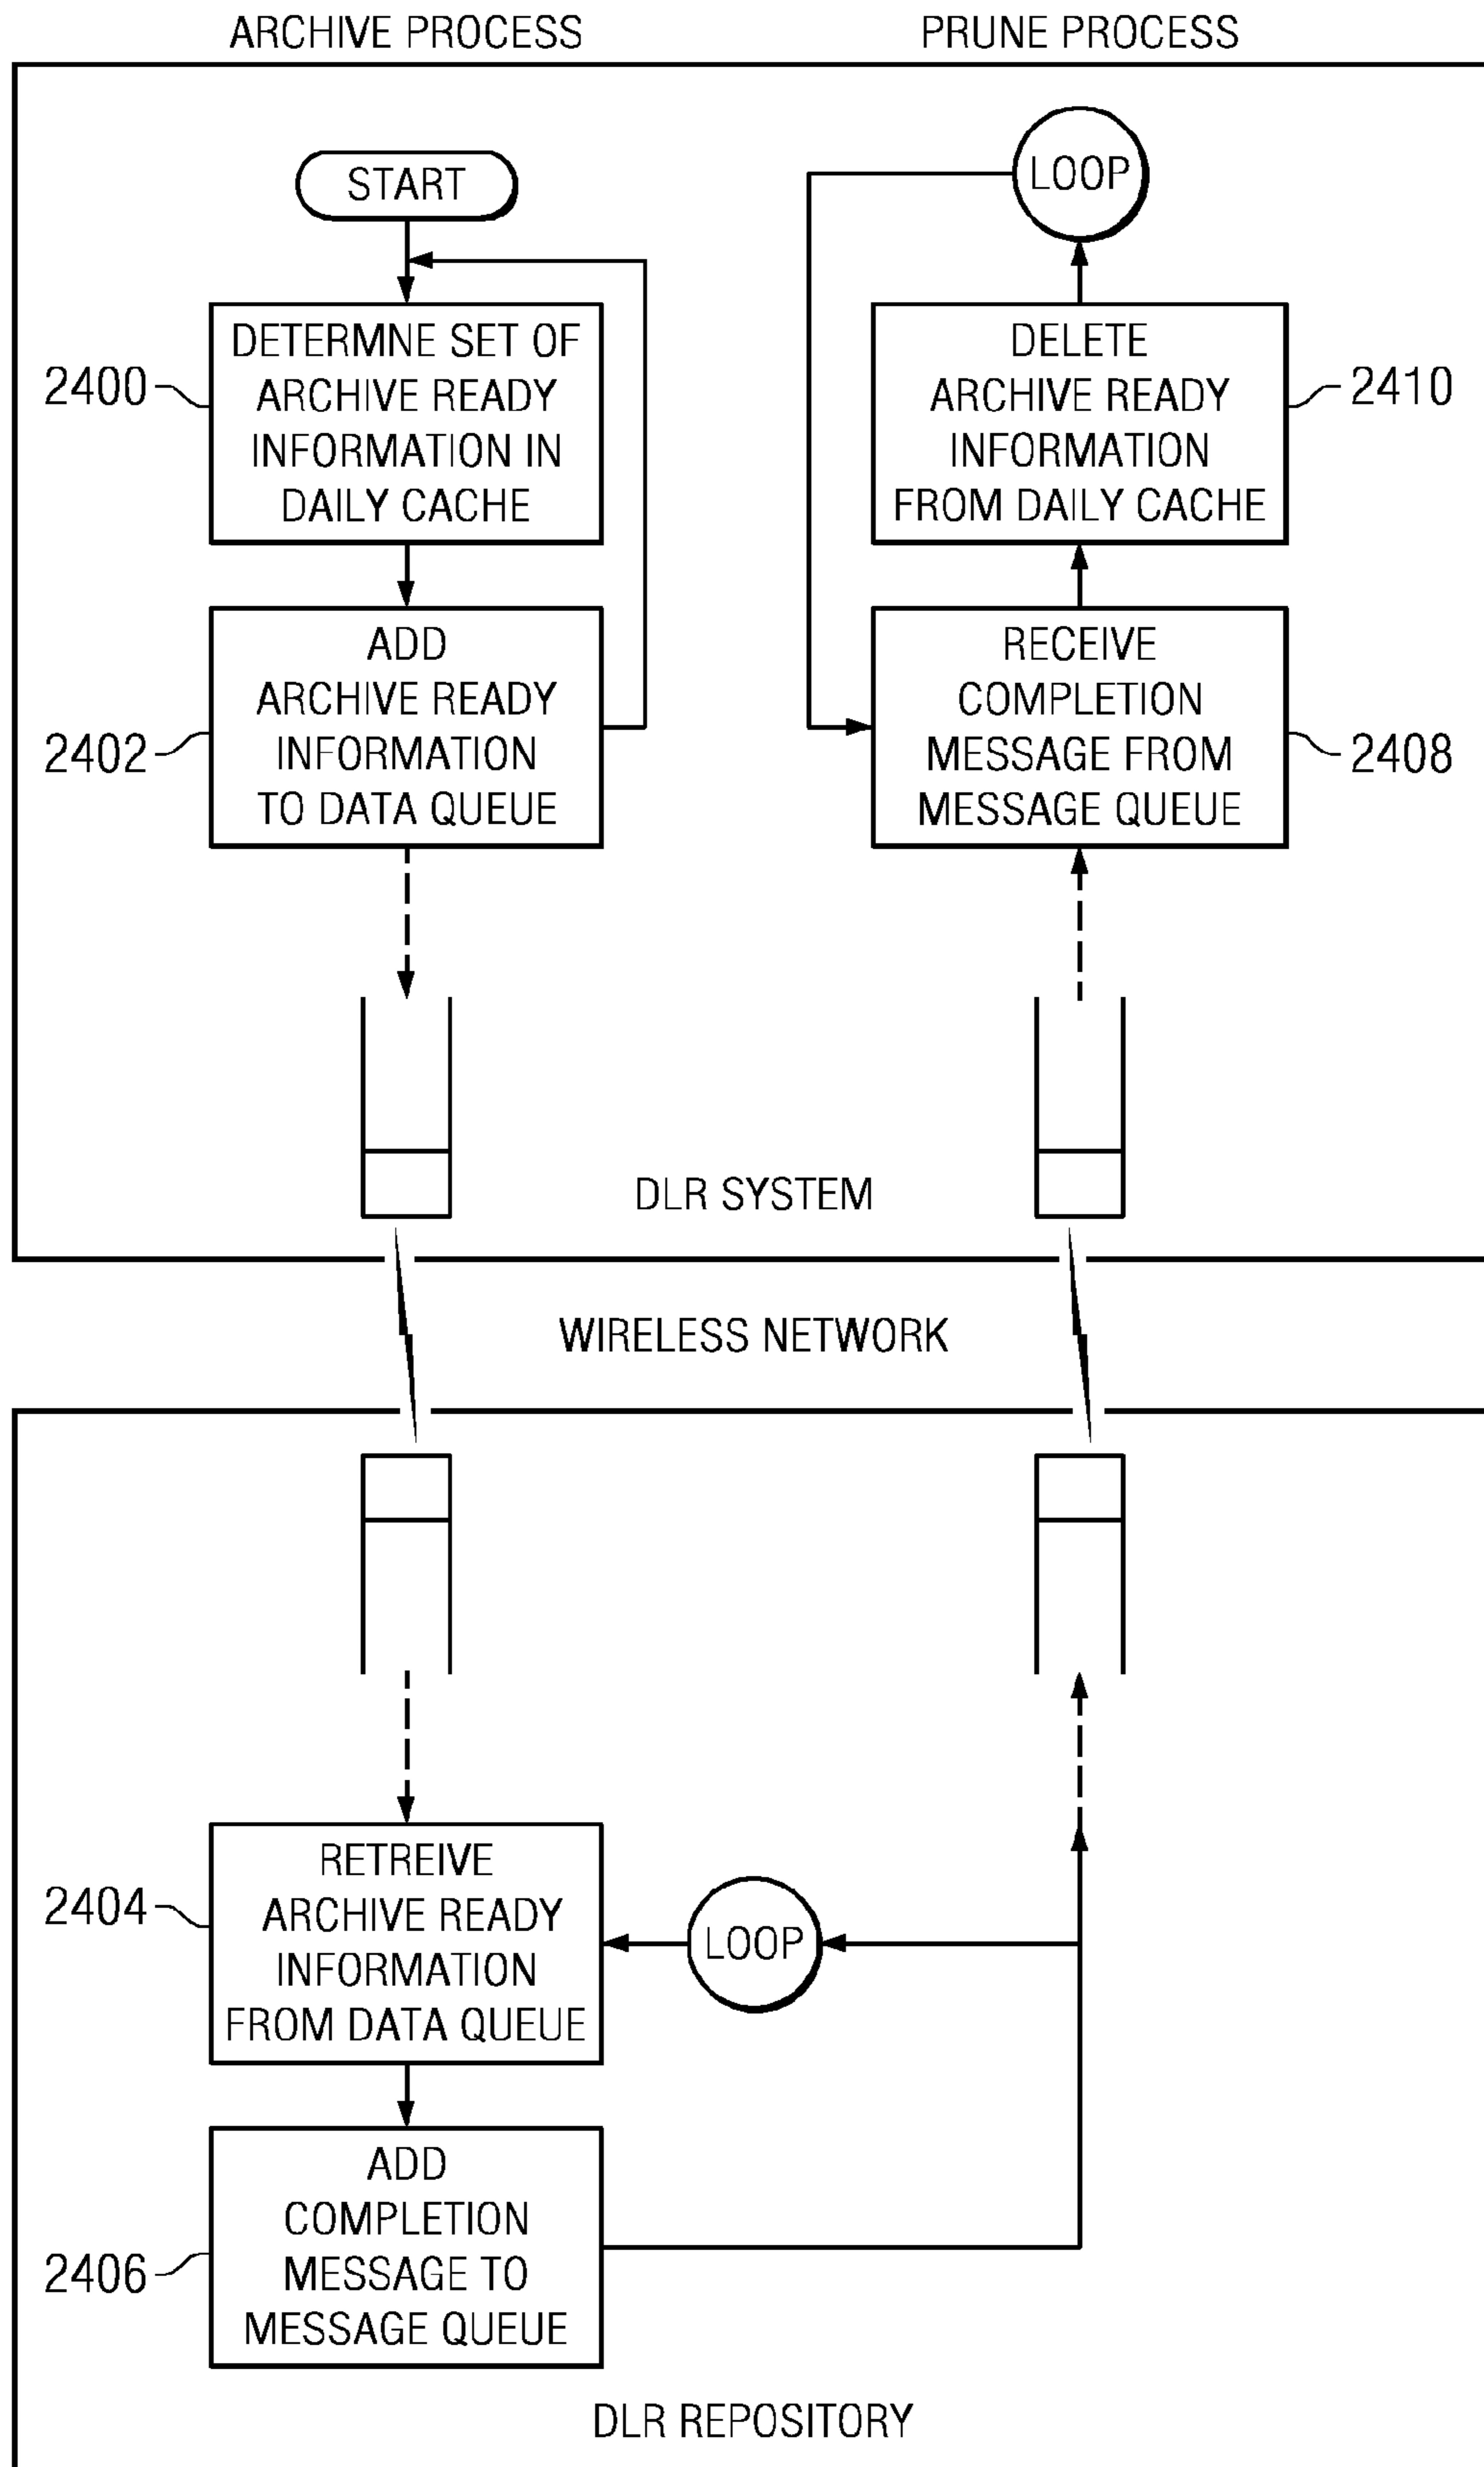 ARCHIVE PROCESS
PRUNE PROCESS
START
LOOP
2400
DETERMNE SET OF
ARCHIVE READY
INFORMATION IN
DAILY CACHE
DELETE
ARCHIVE READY
INFORMATION
FROM DAILY CACHE
2410
2402
ADD
ARCHIVE READY
INFORMATION
TO DATA QUEUE
RECEIVE
COMPLETION
MESSAGE FROM
MESSAGE QUEUE
2408
DLR SYSTEM
WIRELESS NETWORK
2404
RETREIVE
ARCHIVE READY
INFORMATION
FROM DATA QUEUE
LOOP
2406
ADD
COMPLETION
MESSAGE TO
MESSAGE QUEUE
DLR REPOSITORY